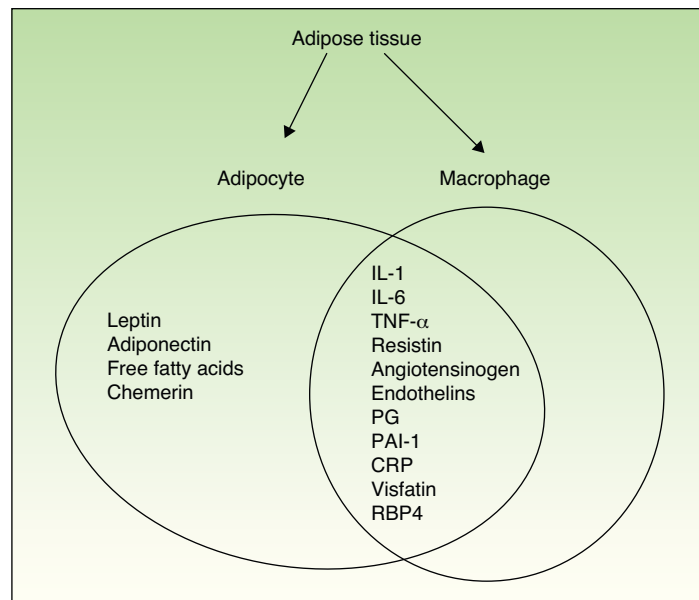 Adipose tissue
Adipocyte
Macrophage
Leptin
Adiponectin
Free fatty acids
Chemerin
IL-1
IL-6
TNF-α
Resistin
Angiotensinogen
Endothelins
PG
PAI-1
CRP
Visfatin
RBP4